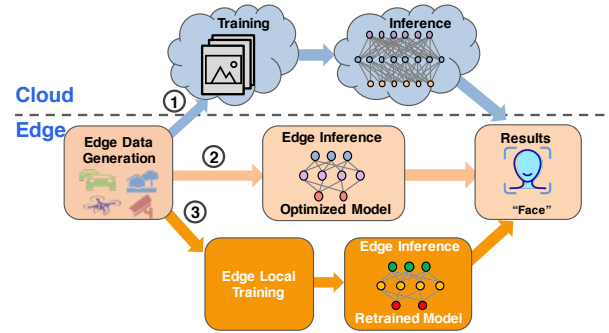 Training
Inference
Cloud
1
Edge
Edge Data
Generation
2
Edge Inference
Optimized Model
Results
“Face”
3
Edge Local
Training
Edge Inference
Retrained Model